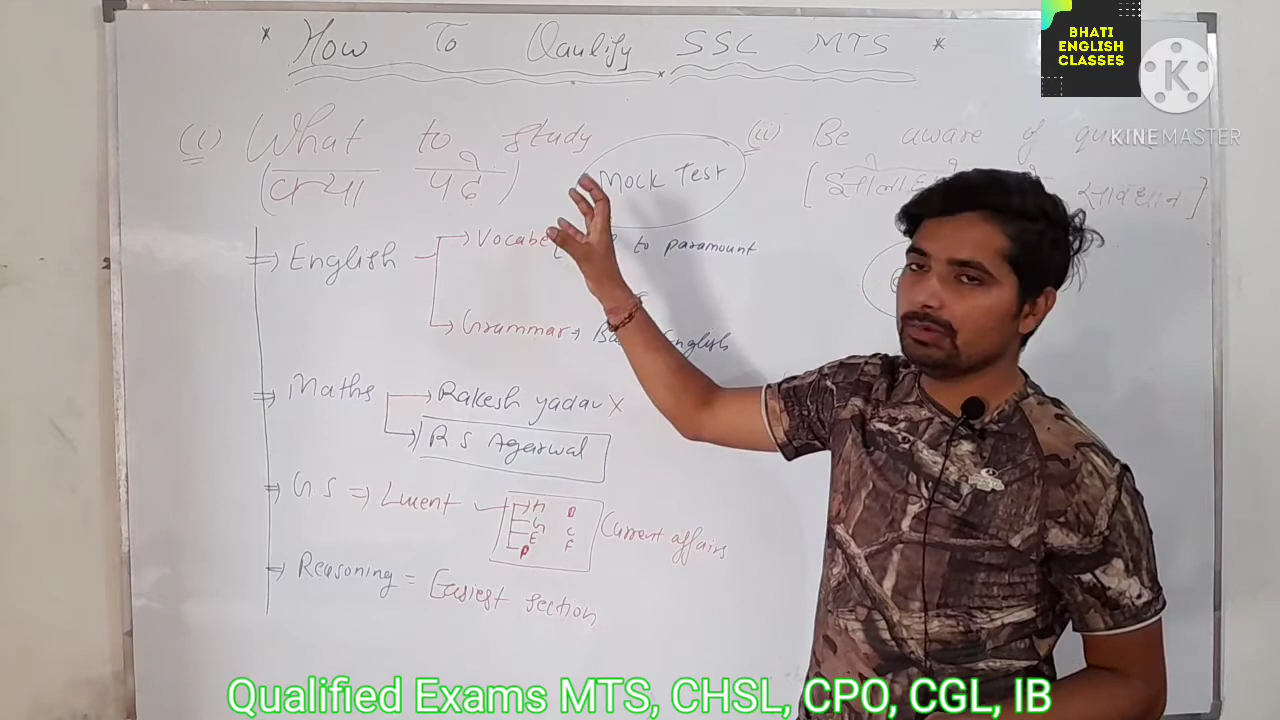 * How To Qaulify SSC MTS *
BHATI
ENGLISH
CLASSES
K
KINEMASTER
(i) What to study
(क्या पढे)
Mock Test
(ii) Be aware of
सावधान]
⇒ English
→ Vocabe
to paramount
→ Grammar → English
⇒ Maths
→ Rakesh yadav X
→ R S Agarwal
⇒ G S ⇒ Lucent
H P
G C
E F
P
Current affairs
⇒ Reasoning = Easiest section
Qualified Exams MTS, CHSL, CPO, CGL, IB